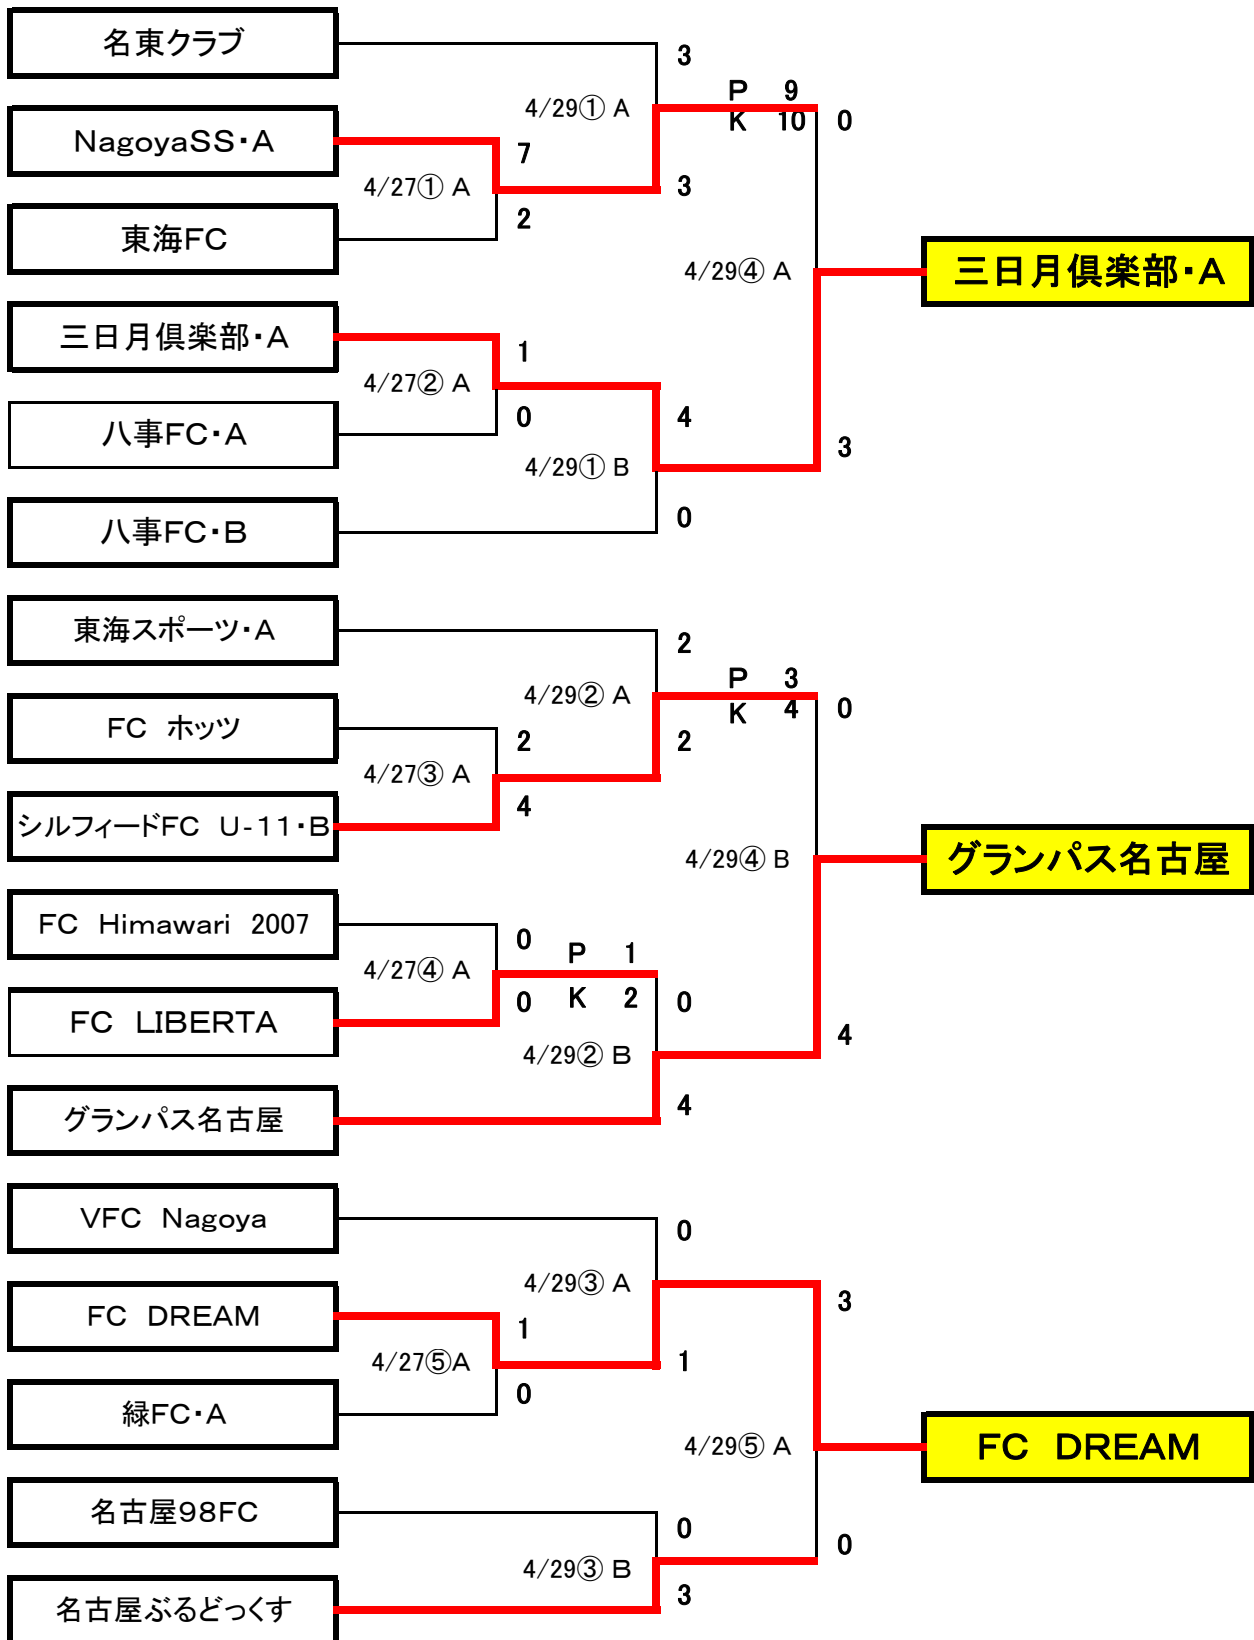 名東クラブ
3
4/29① A
P 9
K 10
0
NagoyaSS・A
7
4/27① A
3
2
東海FC
4/29④ A
三日月倶楽部・A
三日月倶楽部・A
1
4/27② A
0
4
八事FC・A
3
4/29① B
八事FC・B
0
東海スポーツ・A
2
4/29② A
P 3
K 4
0
FC ホッツ
2
2
4/27③ A
4
シルフィードFC U-11・B
4/29④ B
グランパス名古屋
FC Himawari 2007
0
P 1
4/27④ A
0
K 2
0
FC LIBERTA
4
4/29② B
グランパス名古屋
4
VFC Nagoya
0
4/29③ A
3
FC DREAM
1
4/27⑤A
1
0
緑FC・A
4/29⑤ A
FC DREAM
名古屋98FC
0
0
4/29③ B
3
名古屋ぶるどっくす